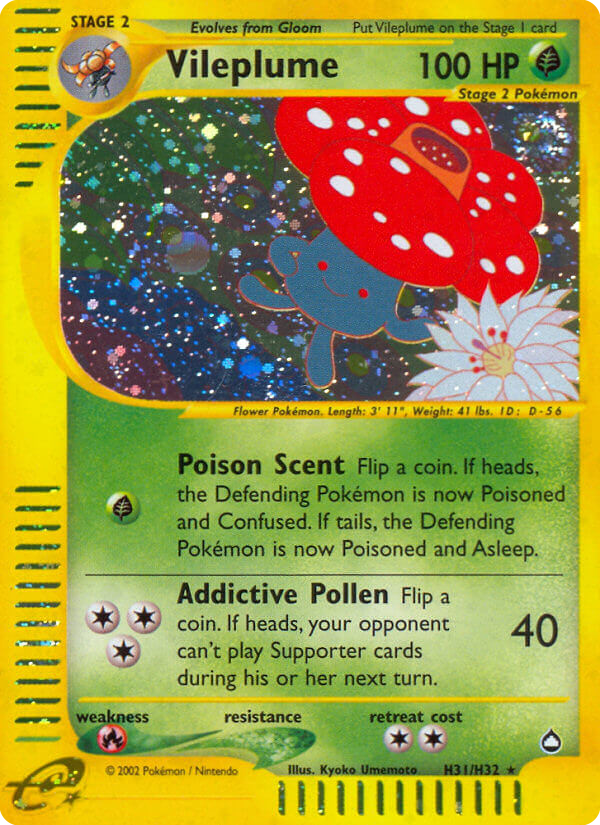 STAGE 2
Evolves from Gloom
Put Vileplume on the Stage 1 card
Vileplume
100 HP
Stage 2 Pokémon
Flower Pokémon. Length: 3' 11", Weight: 41 lbs. ID: D-56
Poison Scent Flip a coin. If heads,
the Defending Pokémon is now Poisoned
and Confused. If tails, the Defending
Pokémon is now Poisoned and Asleep.
Addictive Pollen Flip a
coin. If heads, your opponent
can't play Supporter cards
during his or her next turn.
40
weakness
resistance
retreat cost
© 2002 Pokémon / Nintendo
Illus. Kyoko Umemoto
H31/H32 ★
e